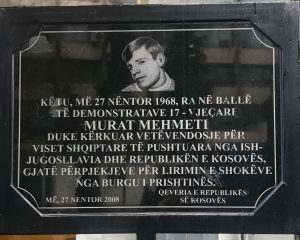 KËTU, MË 27 NËNTOR 1968, RA NË BALLË
TË DEMONSTRATAVE 17 - VJEÇARI
MURAT MEHMETI
DUKE KËRKUAR VETËVENDOSJE PËR
VISET SHQIPTARE TË PUSHTUARA NGA ISH-
JUGOSLLAVIA DHE REPUBLIKËN E KOSOVËS,
GJATË PËRPJEKJEVE PËR LIRIMIN E SHOKËVE
NGA BURGU I PRISHTINËS.
MË, 27 NENTOR 2008
QEVERIA E REPUBLIKËS
SË KOSOVËS